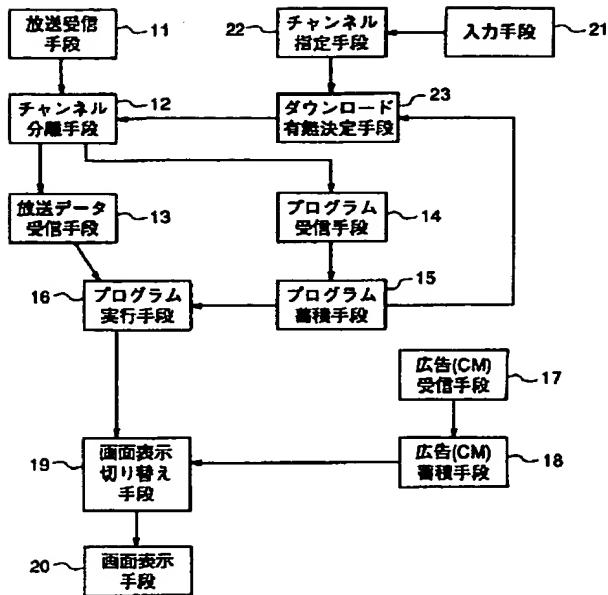 放送受信
手段
11
22
チャンネル
指定手段
入力手段
21
チャンネル
分離手段
12
ダウンロード
有無決定手段
23
放送データ
受信手段
13
プログラム
受信手段
14
16
プログラム
実行手段
プログラム
蓄積手段
15
広告(CM)
受信手段
17
19
画面表示
切り替え
手段
広告(CM)
蓄積手段
18
20
画面表示
手段